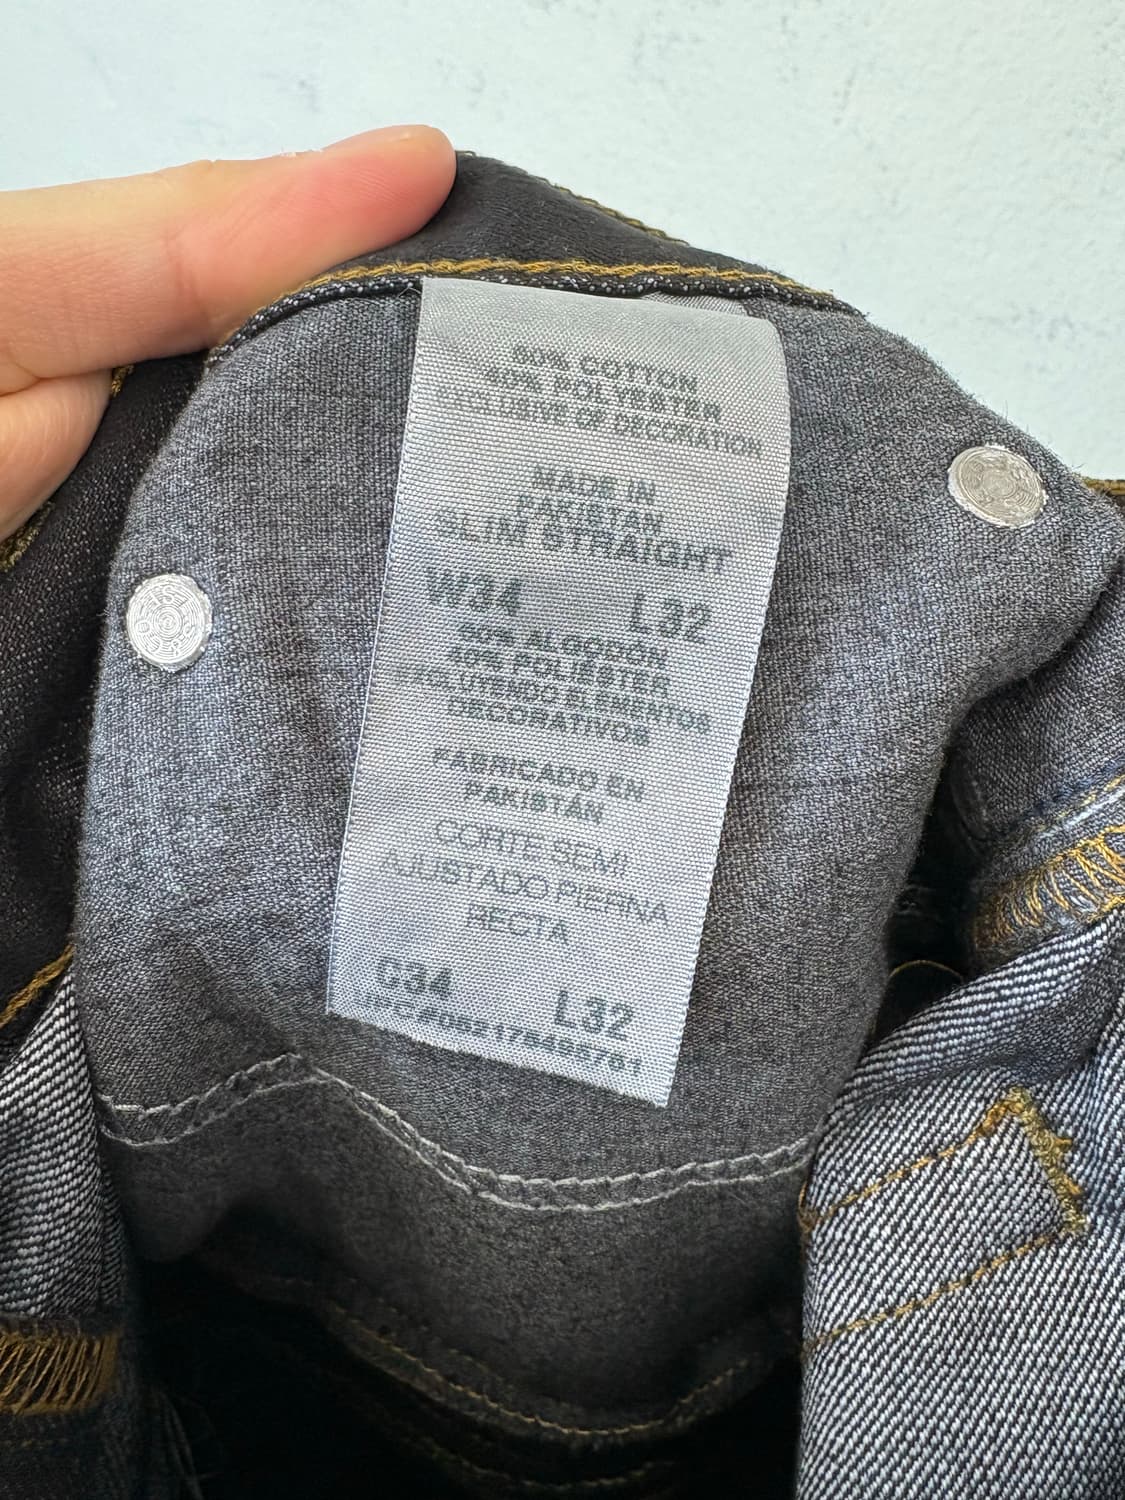 60% COTTON
40% POLYESTER
EXCLUSIVE OF DECORATION
MADE IN
PAKISTAN
SLIM STRAIGHT
W34 L32
60% ALGODÓN
40% POLIÉSTER
ELEMENTOS
DECORATIVOS
FABRICADO EN
PAKISTÁN
CORTE SEMI
AJUSTADO PIERNA
RECTA
C34 L32
UPC